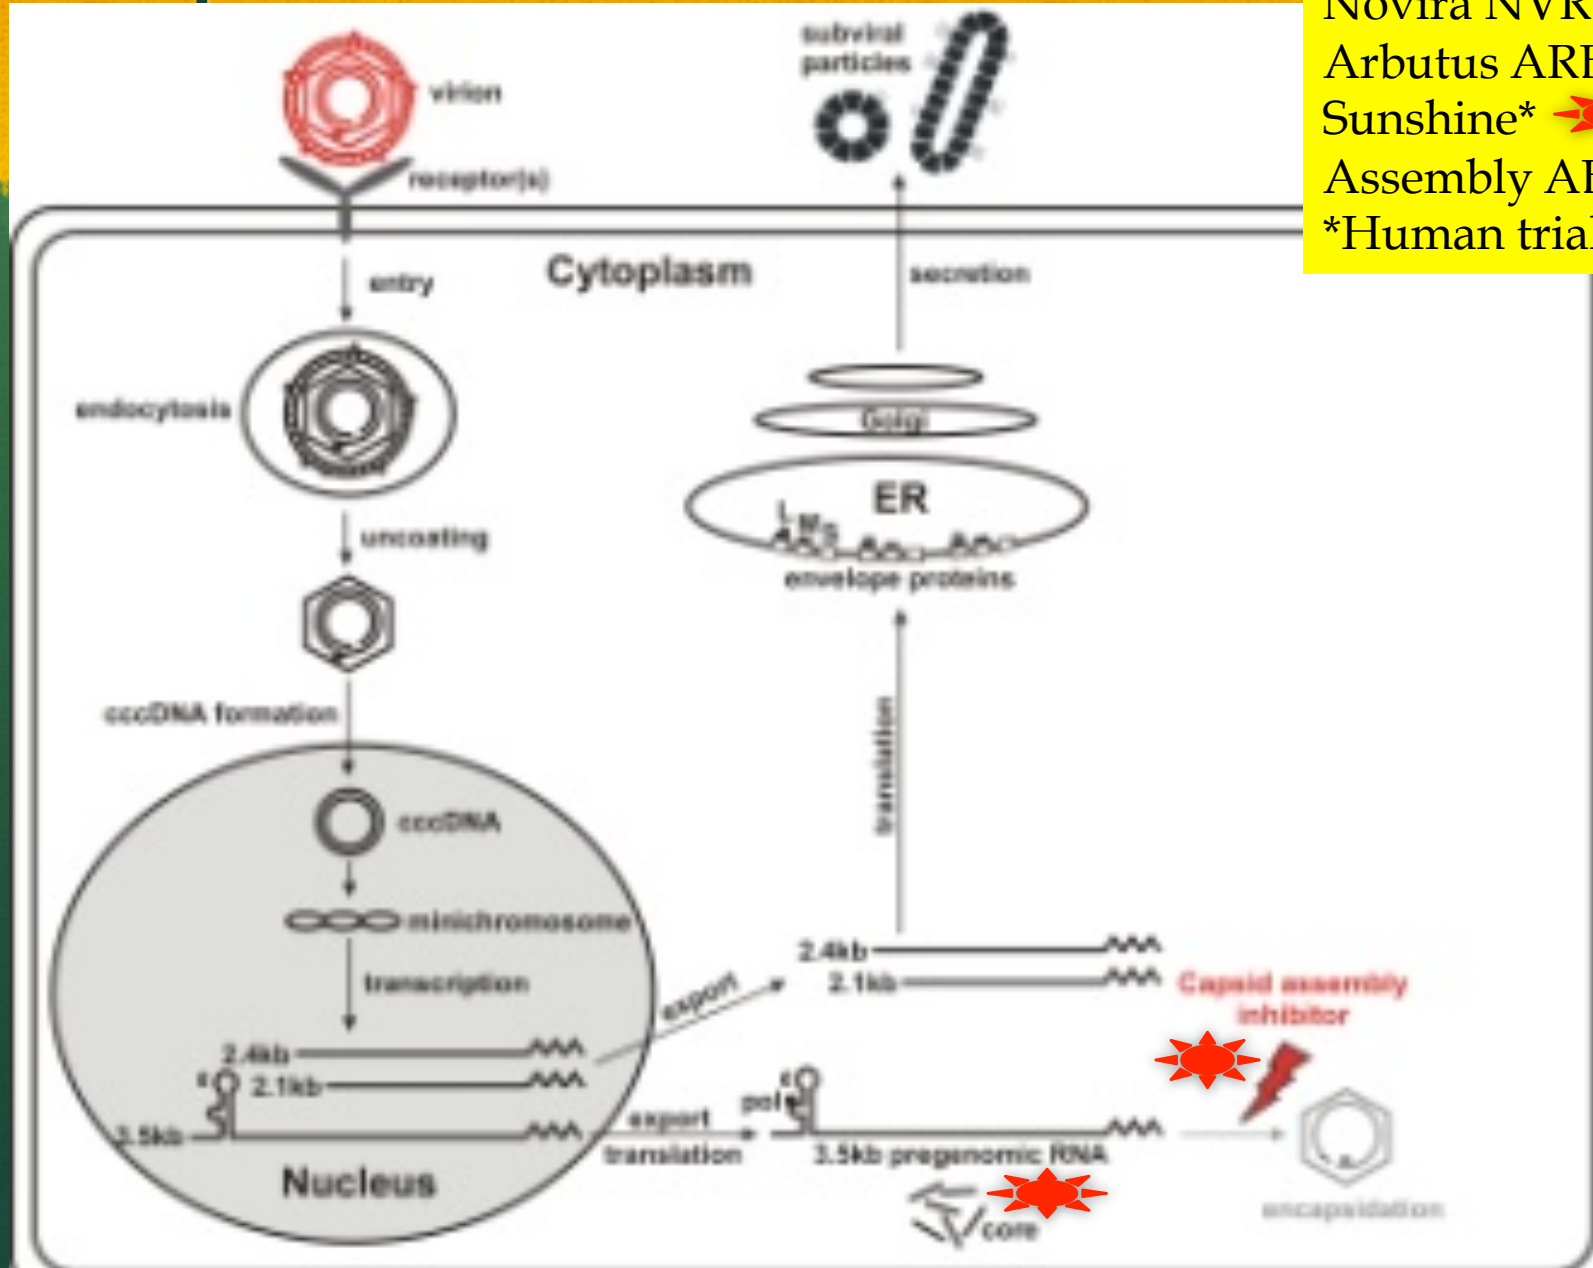 Novira NVR
Arbutus
Sunshine*
Assembly
*Human trial
subviral
particles
virion
receptor(s)
entry
Cytoplasm
secretion
endocytosis
Golgi
ER
L M S
uncoating
envelope proteins
cccDNA formation
translation
cccDNA
minichromosome
transcription
export
2.4kb
2.1kb
Capsid assembly
inhibitor
2.4kb
ε 2.1kb
3.5kb
ε
pol
export
translation
3.5kb pregenomic RNA
Nucleus
core
encapsidation